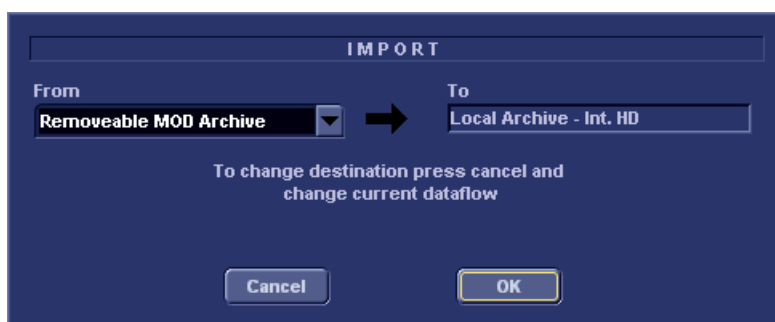 IMPORT
From
To
Removeable MOD Archive
Local Archive - Int. HD
To change destination press cancel and
change current dataflow
Cancel
OK